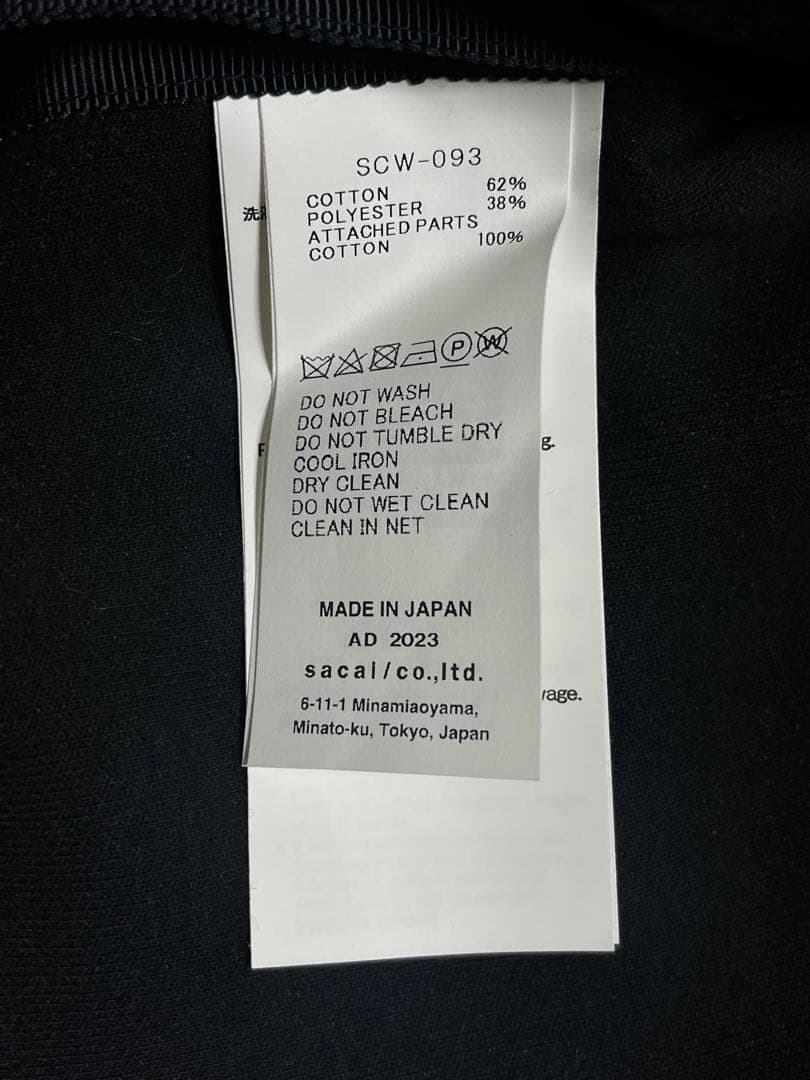 SCW-093
COTTON 62%
POLYESTER 38%
ATTACHED PARTS
COTTON 100%
洗
P W
DO NOT WASH
DO NOT BLEACH
DO NOT TUMBLE DRY
COOL IRON
DRY CLEAN
DO NOT WET CLEAN
CLEAN IN NET
F
g.
MADE IN JAPAN
AD 2023
sacai/co.,ltd.
6-11-1 Minamiaoyama,
Minato-ku, Tokyo, Japan